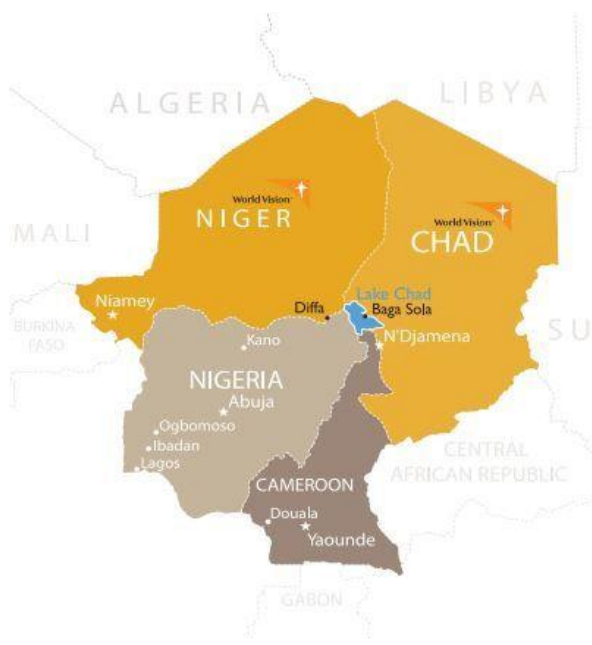 ALGERIA
LIBYA
World Vision
NIGER
World Vision
CHAD
MALI
Niamey
Lake Chad
Diffa
Baga Sola
BURKINA
FASO
Kano
N'Djamena
SU
NIGERIA
Abuja
Ogbomoso
Ibadan
Lagos
CENTRAL
AFRICAN REPUBLIC
CAMEROON
Douala
Yaounde
GABON